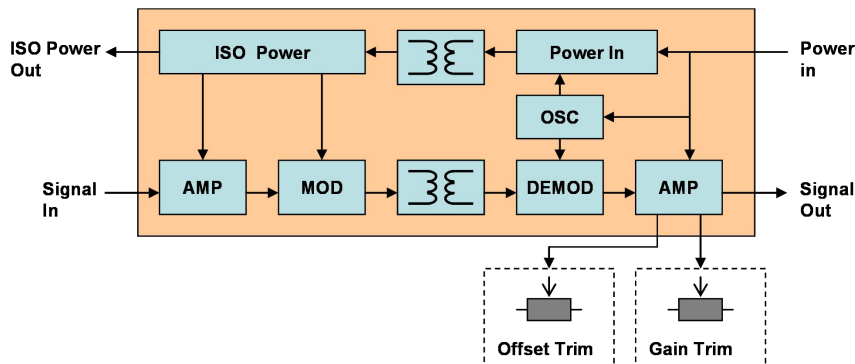 ISO Power
Out
ISO Power
Power In
Power
in
OSC
Signal
In
AMP
MOD
DEMOD
AMP
Signal
Out
Offset Trim
Gain Trim